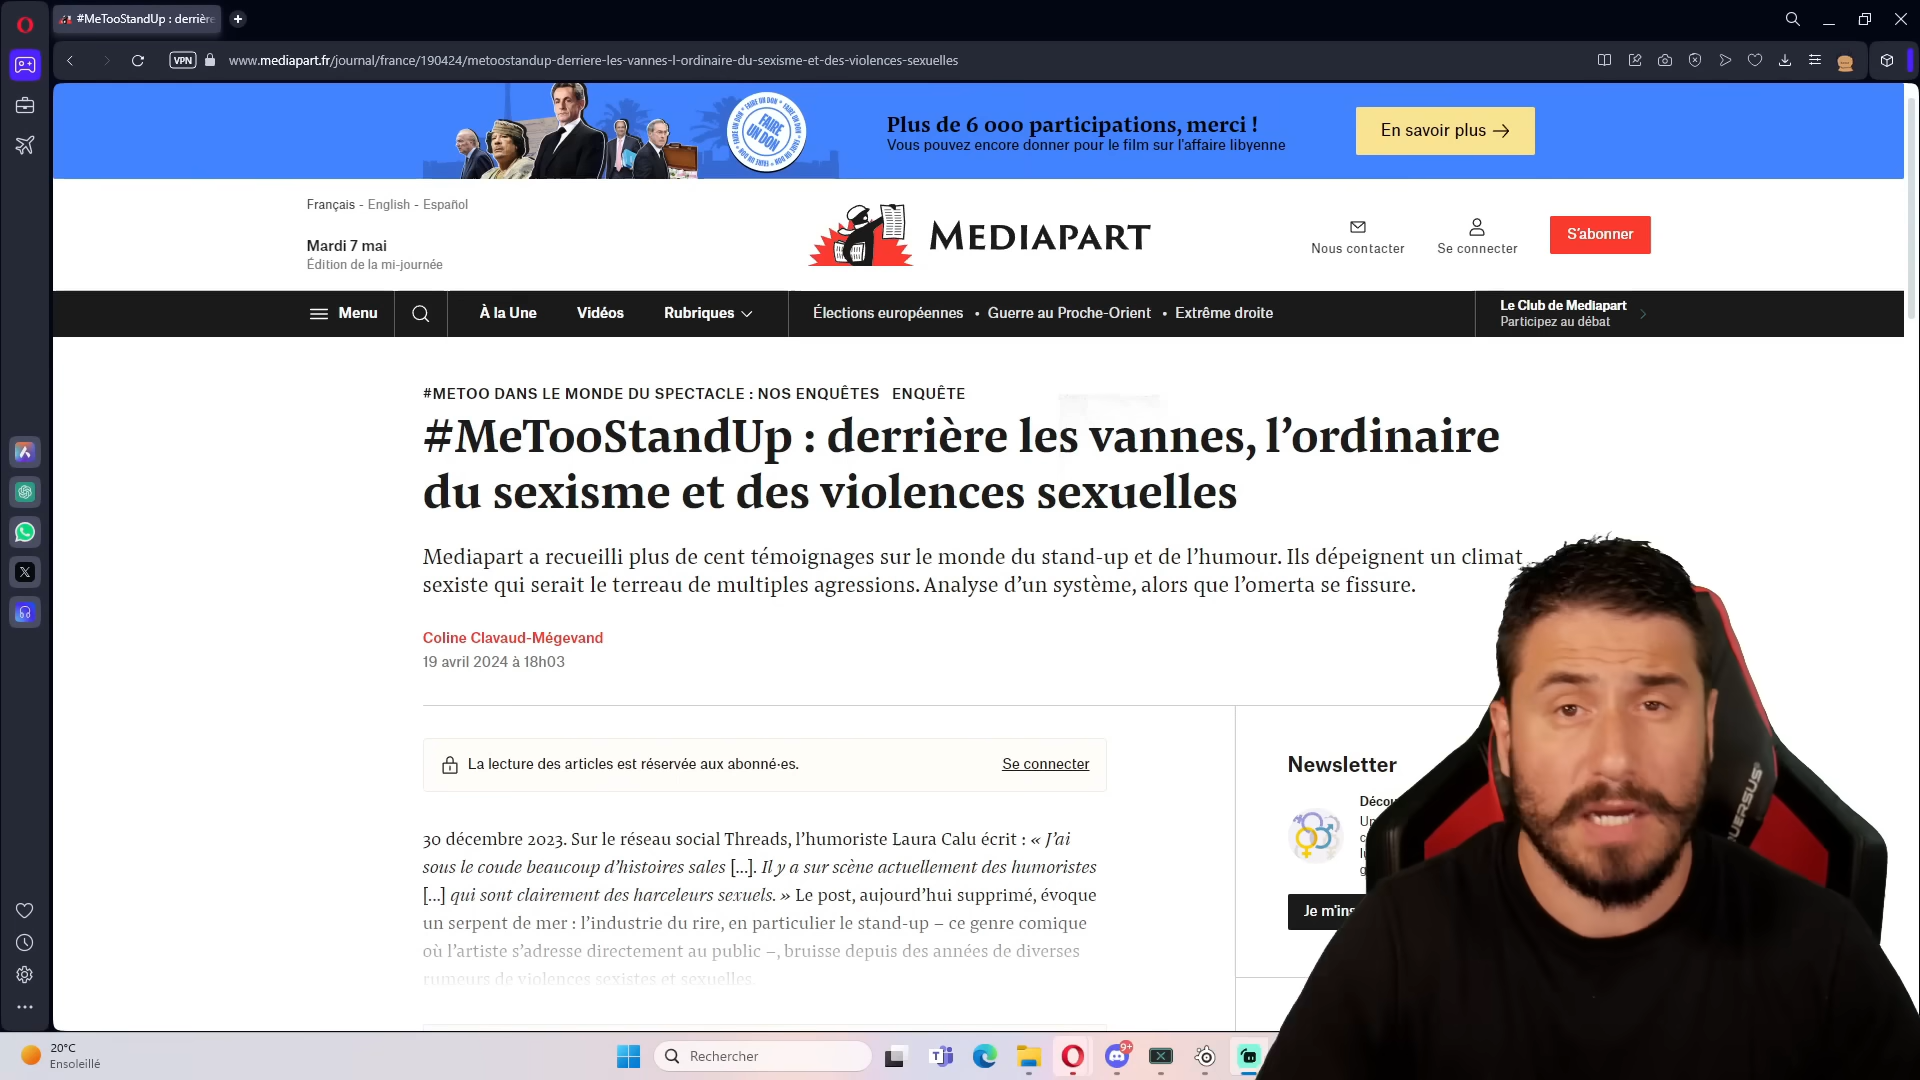 #MeTooStandUp : derrièr
VPN
www.mediapart.fr/journal/france/190424/metoostandup-derriere-les-vannes-l-ordinaire-du-sexisme-et-des-violences-sexuelles
FAIRE UN DON
Plus de 6 000 participations, merci !
Vous pouvez encore donner pour le film sur l'affaire libyenne
En savoir plus →
Français - English - Español
Mardi 7 mai
Édition de la mi-journée
MEDIAPART
Nous contacter
Se connecter
S'abonner
Menu
À la Une
Vidéos
Rubriques
Élections européennes • Guerre au Proche-Orient • Extrême droite
Le Club de Mediapart
Participez au débat
#METOO DANS LE MONDE DU SPECTACLE : NOS ENQUÊTES ENQUÊTE
#MeTooStandUp : derrière les vannes, l’ordinaire
du sexisme et des violences sexuelles
Mediapart a recueilli plus de cent témoignages sur le monde du stand-up et de l’humour. Ils dépeignent un climat
sexiste qui serait le terreau de multiples agressions. Analyse d’un système, alors que l’omerta se fissure.
Coline Clavaud-Mégevand
19 avril 2024 à 18h03
La lecture des articles est réservée aux abonné·es.
Se connecter
30 décembre 2023. Sur le réseau social Threads, l’humoriste Laura Calu écrit : « J’ai
sous le coude beaucoup d’histoires sales [...]. Il y a sur scène actuellement des humoristes
[...] qui sont clairement des harceleurs sexuels. » Le post, aujourd’hui supprimé, évoque
un serpent de mer : l’industrie du rire, en particulier le stand-up – ce genre comique
où l’artiste s’adresse directement au public –, bruisse depuis des années de diverses
rumeurs de violences sexistes et sexuelles.
Newsletter
Décou
Un
Je m'ins
20°C
Ensoleillé
Rechercher
9+